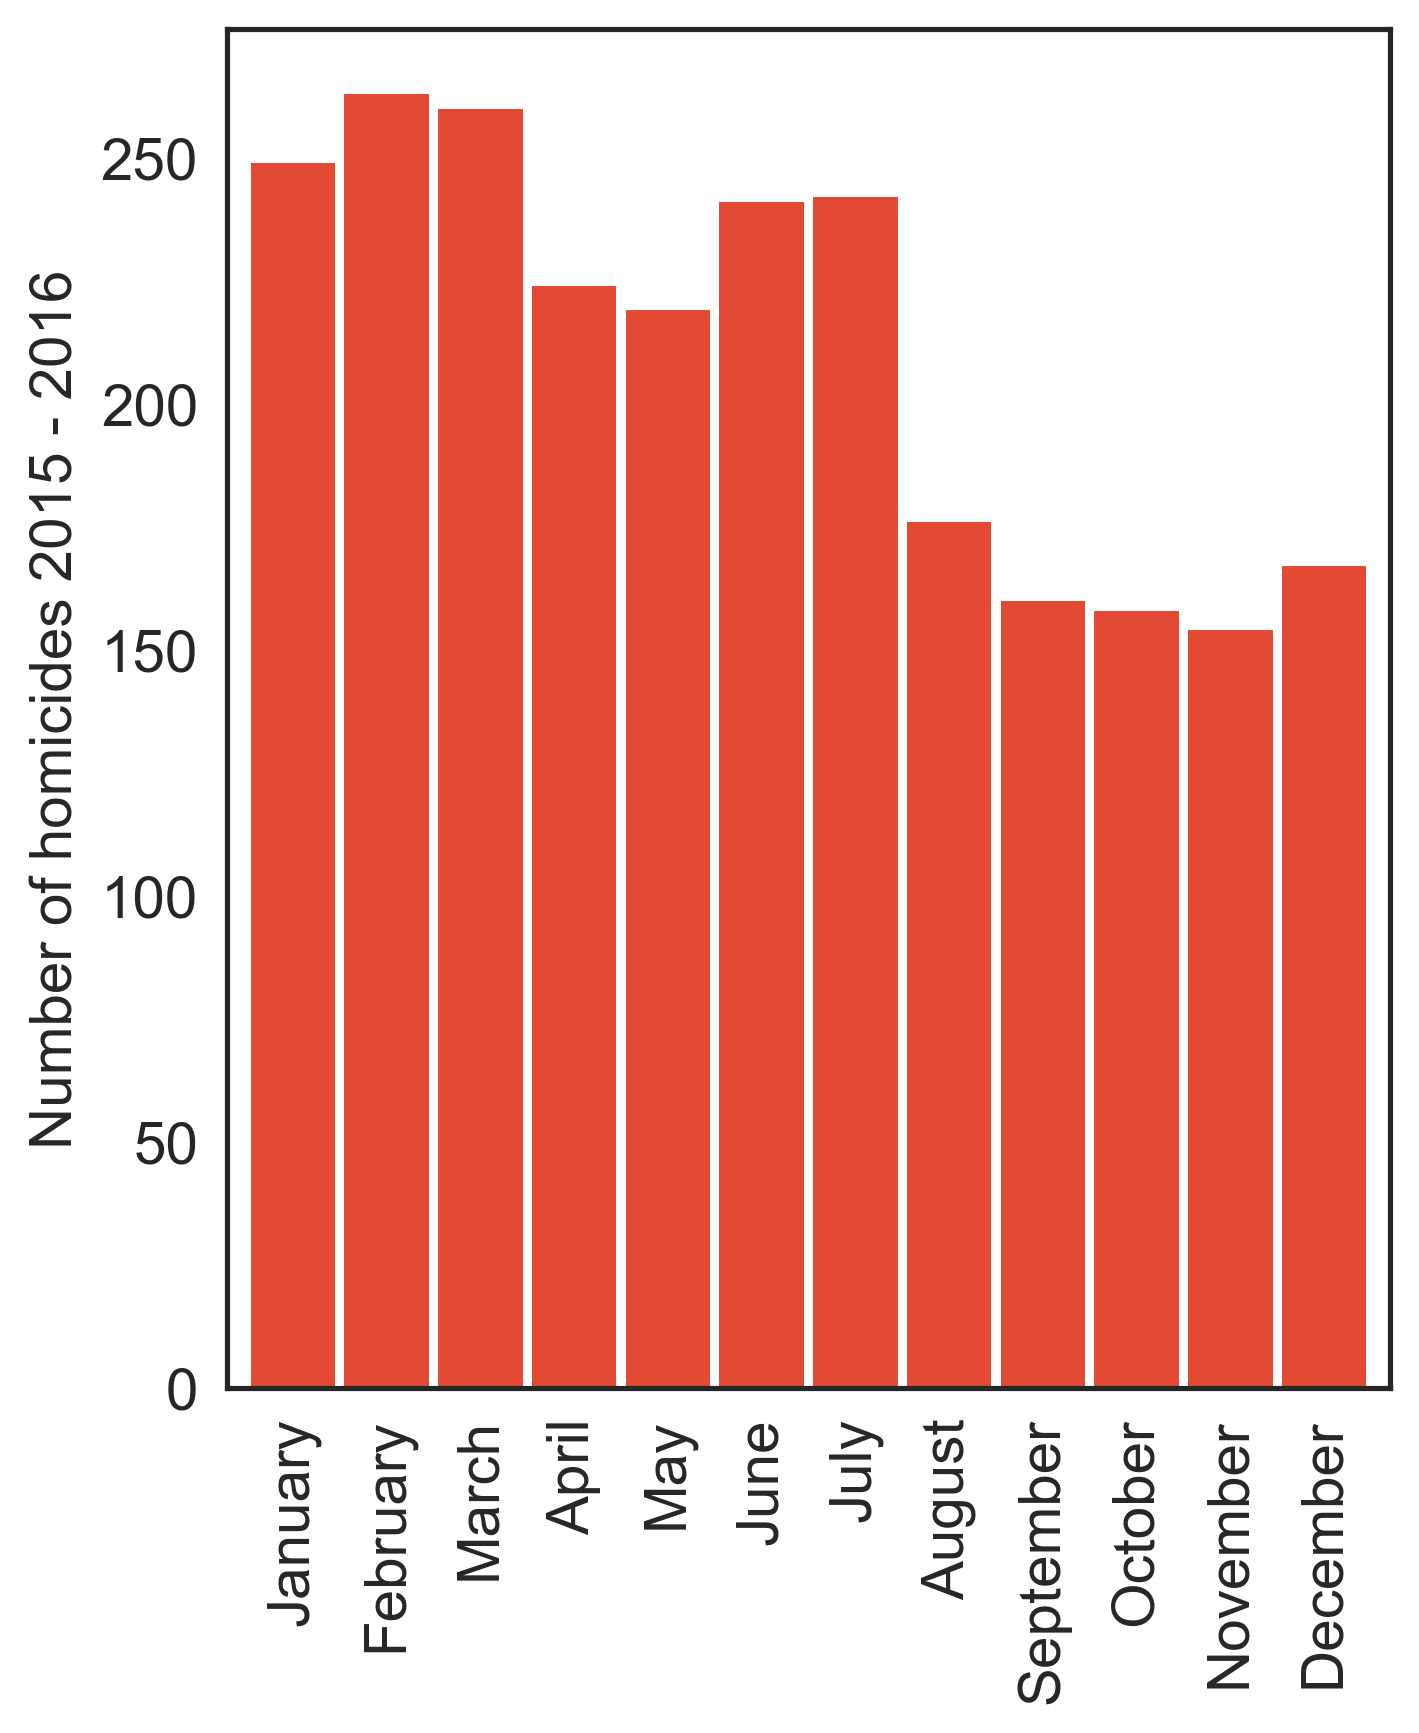 Number of homicides 2015 - 2016
250
200
150
100
50
0
January
February
March
April
May
June
July
August
September
October
November
December